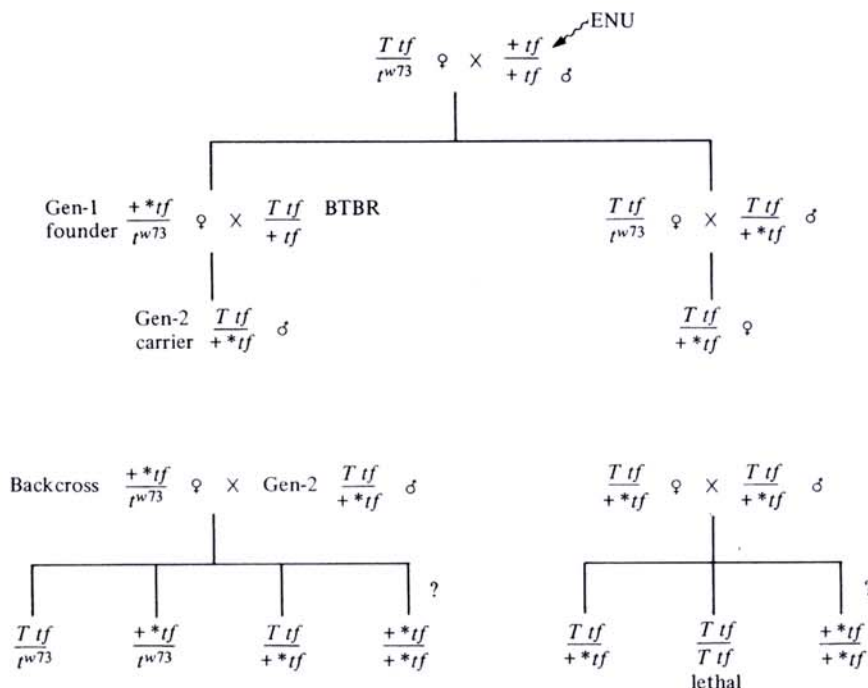 ENU
T tf ♀ × + tf
t^w73 + tf ♂
Gen-1 + *tf ♀ × T tf BTBR
founder t^w73 + tf
T tf ♀ × T tf ♂
t^w73 + *tf
Gen-2 T tf ♂
carrier + *tf
T tf ♀
+ *tf
Backcross + *tf ♀ × Gen-2 T tf ♂
t^w73 + *tf
T tf ♀ × T tf ♂
+ *tf + *tf
?
T tf + *tf T tf + *tf
t^w73 t^w73 + *tf + *tf
?
T tf T tf + *tf
+ *tf T tf + *tf
lethal